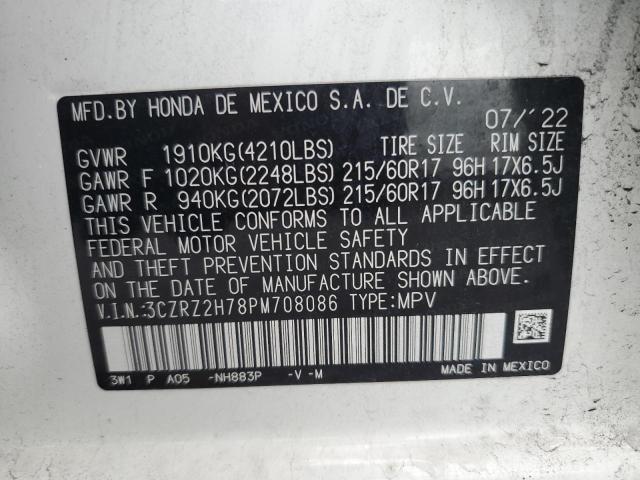 MFD.BY HONDA DE MEXICO S.A. DE C.V.
07/'22
TIRE SIZE RIM SIZE
GVWR 1910KG(4210LBS)
GAWR F 1020KG(2248LBS) 215/60R17 96H 17X6.5J
GAWR R 940KG(2072LBS) 215/60R17 96H 17X6.5J
THIS VEHICLE CONFORMS TO ALL APPLICABLE
FEDERAL MOTOR VEHICLE SAFETY
AND THEFT PREVENTION STANDARDS IN EFFECT
ON THE DATE OF MANUFACTURE SHOWN ABOVE.
V.I.N.:3CZRZ2H78PM708086 TYPE:MPV
3W1 P A05 -NH883P -V -M
MADE IN MEXICO